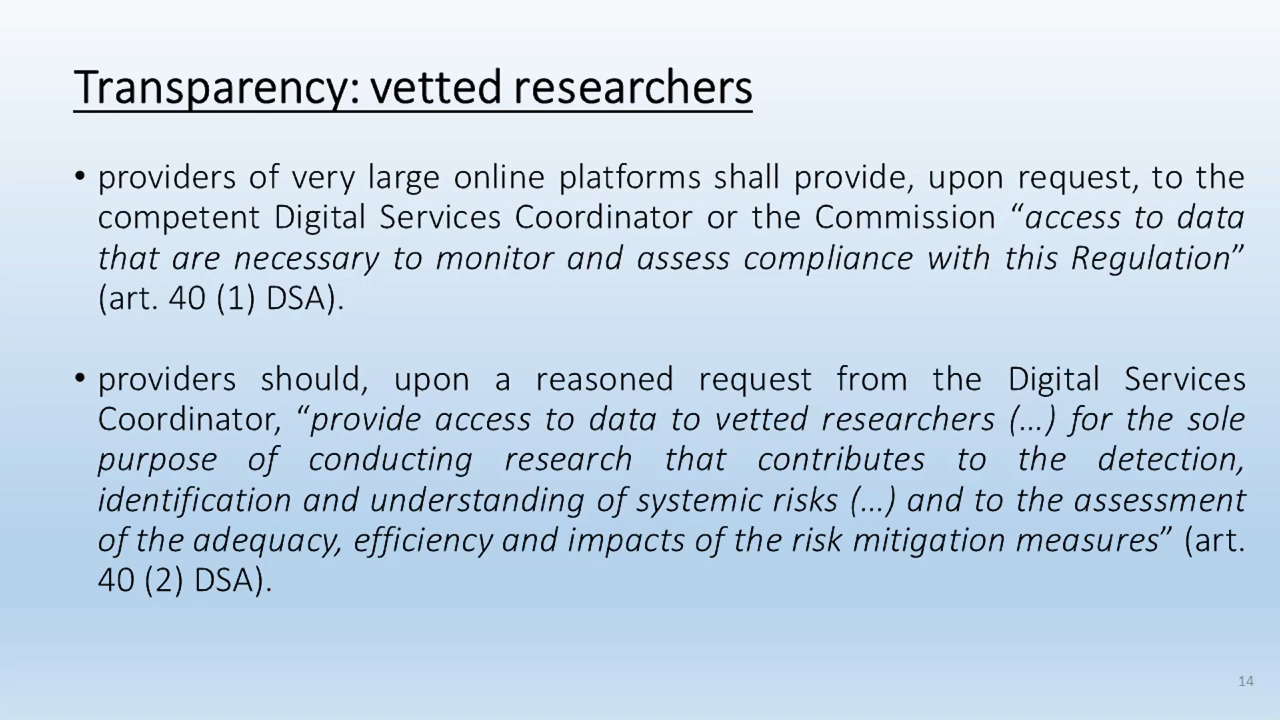 Transparency: vetted researchers
• providers of very large online platforms shall provide, upon request, to the
competent Digital Services Coordinator or the Commission “access to data
that are necessary to monitor and assess compliance with this Regulation”
(art. 40 (1) DSA).
• providers should, upon a reasoned request from the Digital Services
Coordinator, “provide access to data to vetted researchers (…) for the sole
purpose of conducting research that contributes to the detection,
identification and understanding of systemic risks (…) and to the assessment
of the adequacy, efficiency and impacts of the risk mitigation measures” (art.
40 (2) DSA).
14